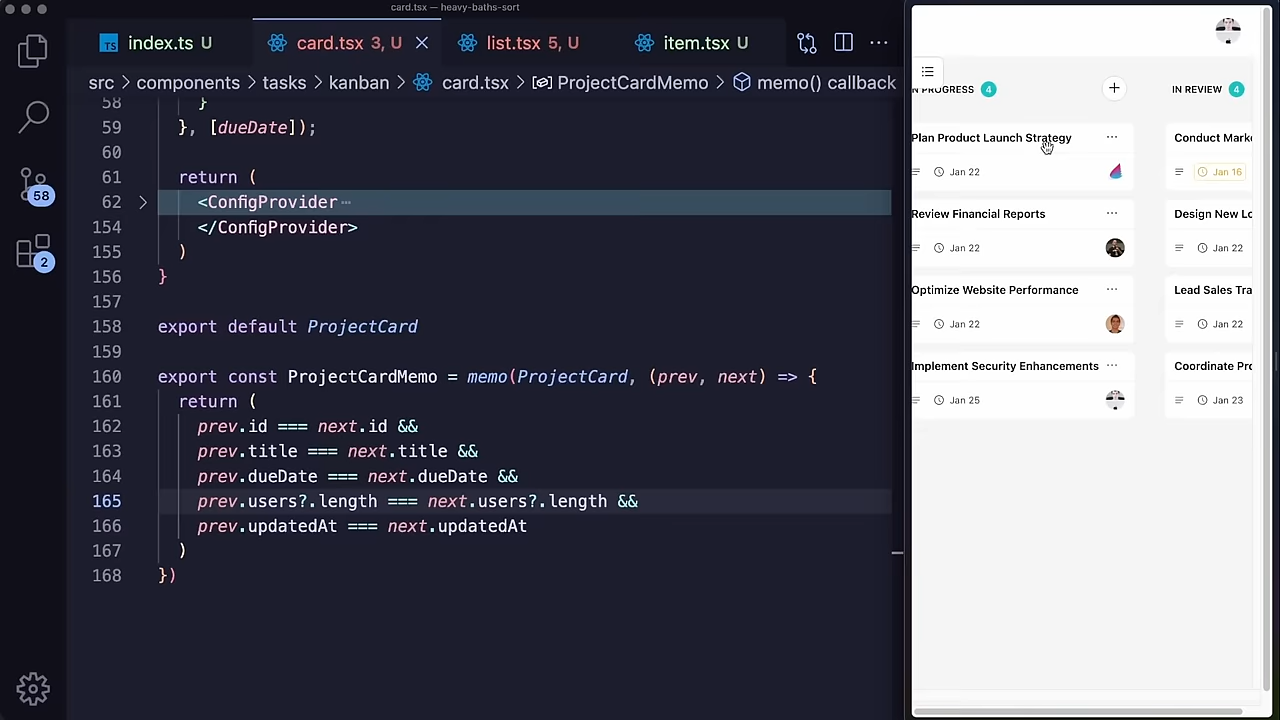 card.tsx — heavy-baths-sort
TS index.ts U
card.tsx 3, U
list.tsx 5, U
item.tsx U
src > components > tasks > kanban > card.tsx > ProjectCardMemo > memo() callback
58 }
59 }, [dueDate]);
60
61 return (
62 <ConfigProvider ...
154 </ConfigProvider>
155 )
156 }
157
158 export default ProjectCard
159
160 export const ProjectCardMemo = memo(ProjectCard, (prev, next) => {
161 return (
162 prev.id === next.id &&
163 prev.title === next.title &&
164 prev.dueDate === next.dueDate &&
165 prev.users?.length === next.users?.length &&
166 prev.updatedAt === next.updatedAt
167 )
168 })
58
2
N PROGRESS 4
Plan Product Launch Strategy
Jan 22
Review Financial Reports
Jan 22
Optimize Website Performance
Jan 22
Implement Security Enhancements
Jan 25
IN REVIEW 4
Conduct Mark
Jan 16
Design New Lo
Jan 22
Lead Sales Tra
Jan 22
Coordinate Pro
Jan 23